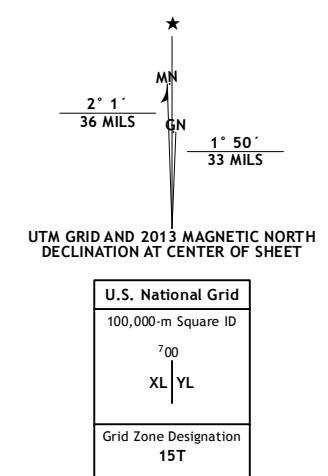 ★
MN
2° 1´
36 MILS
GN
1° 50´
33 MILS
UTM GRID AND 2013 MAGNETIC NORTH
DECLINATION AT CENTER OF SHEET
U.S. National Grid
100,000-m Square ID
⁷00
XL YL
Grid Zone Designation
15T